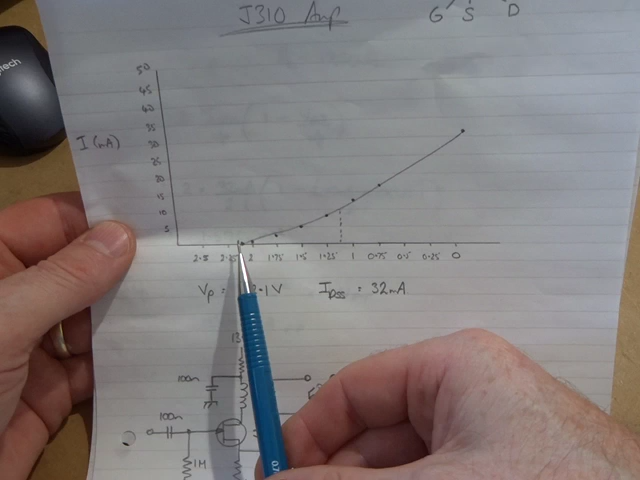 J310 Amp
G S D
50
45
40
35
30
25
20
15
10
5
I (mA)
2.5 2.25 2 1.75 1.5 1.25 1 0.75 0.5 0.25 0
Vp = 2.1V IDSS = 32mA
100n
100n
1M